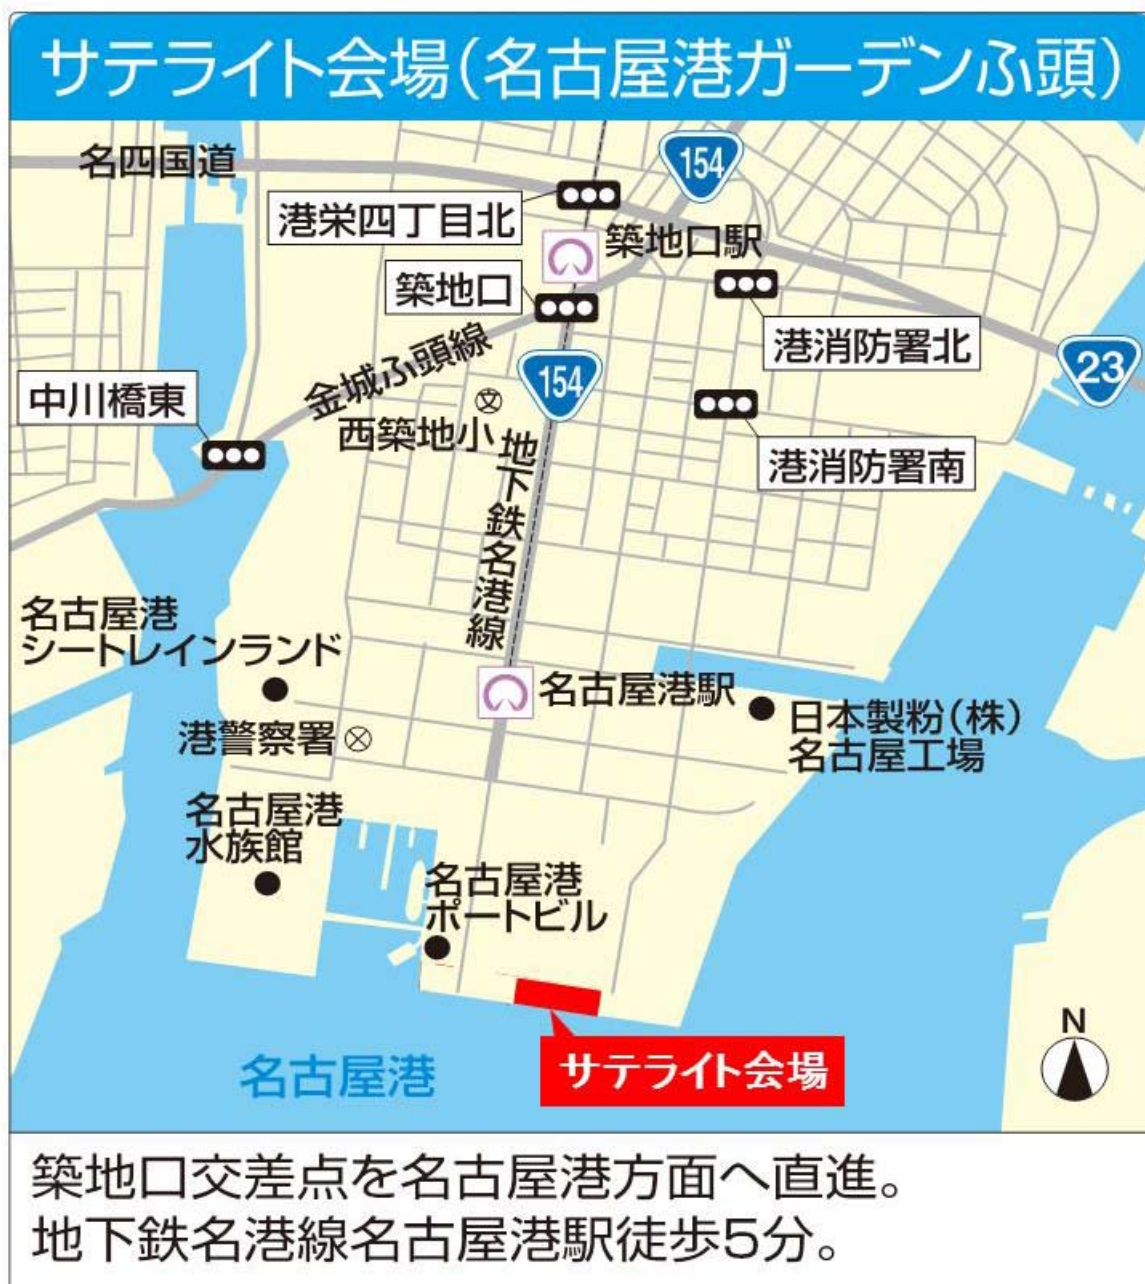 サテライト会場(名古屋港ガーデンふ頭)
名四国道
154
港栄四丁目北
築地口駅
築地口
港消防署北
金城ふ頭線
154
23
中川橋東
西築地小
文
港消防署南
地下鉄名港線
名古屋港
シートレインランド
名古屋港駅
日本製粉(株)
名古屋工場
港警察署
名古屋港
水族館
名古屋港
ポートビル
サテライト会場
名古屋港
N
築地口交差点を名古屋港方面へ直進。
地下鉄名港線名古屋港駅徒歩5分。